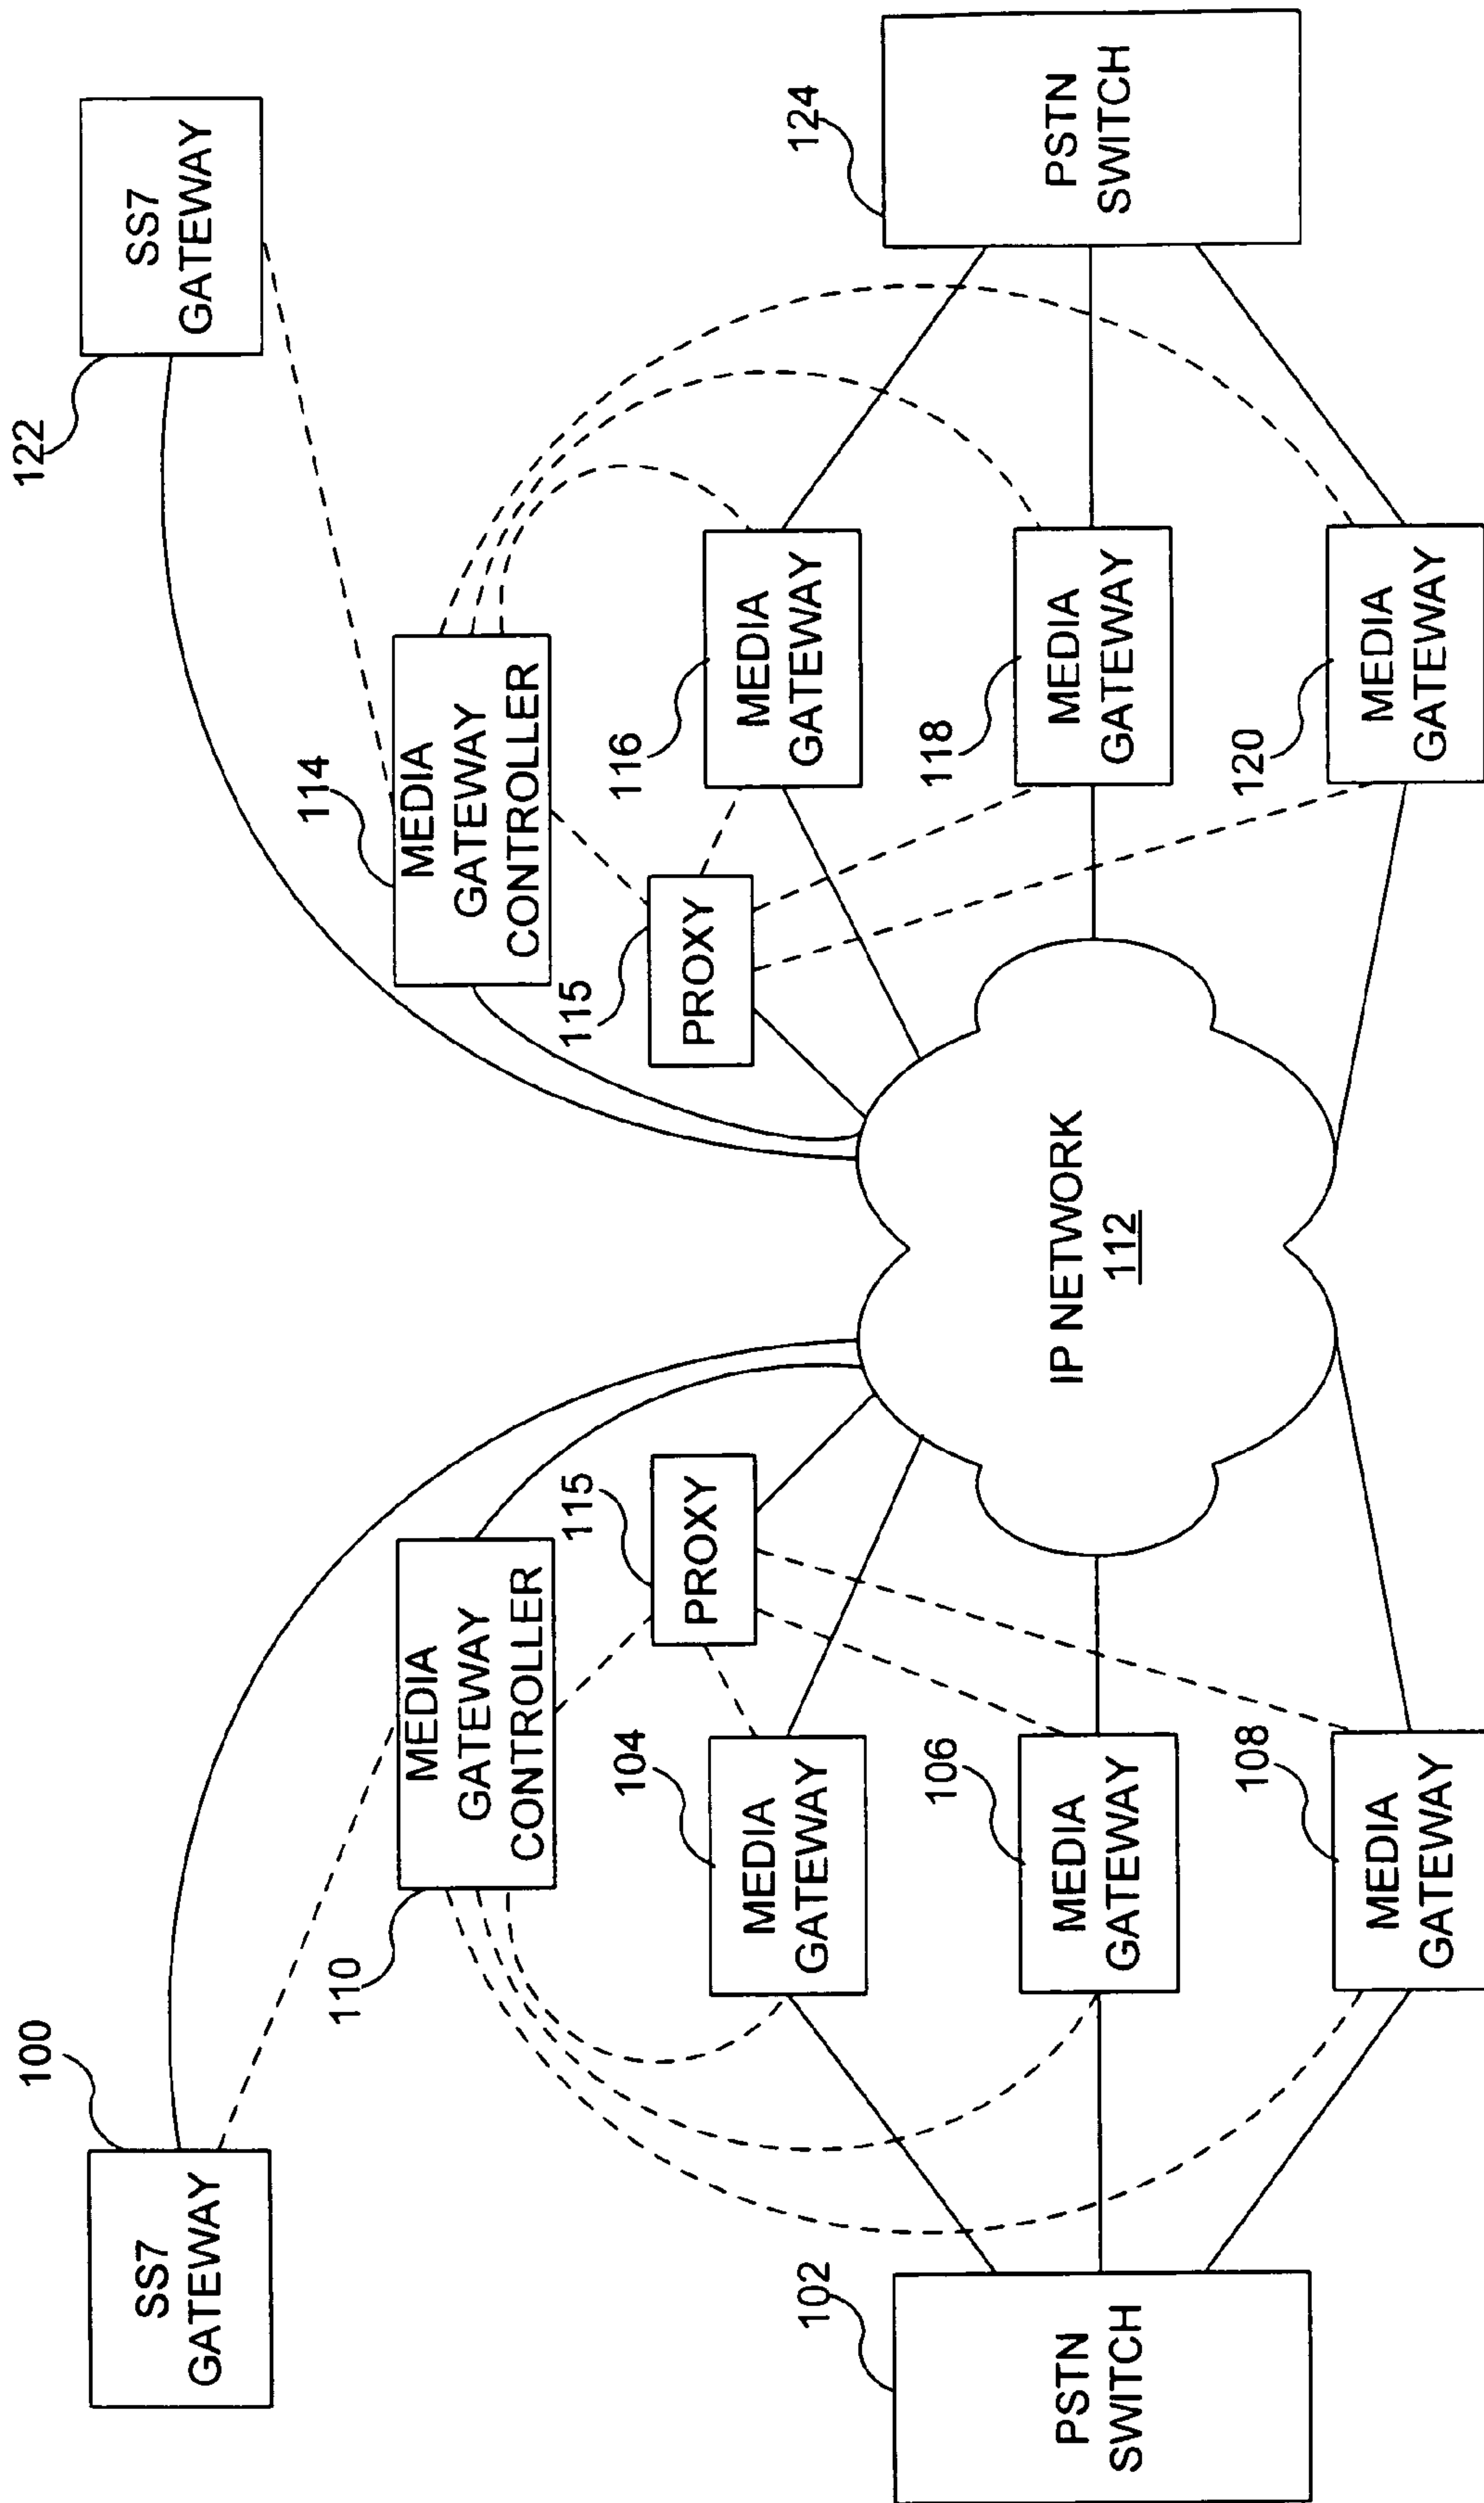 100
SS7
GATEWAY
122
SS7
GATEWAY
110
MEDIA
GATEWAY
CONTROLLER
114
MEDIA
GATEWAY
CONTROLLER
115
PROXY
115
PROXY
104
MEDIA
GATEWAY
116
MEDIA
GATEWAY
102
PSTN
SWITCH
106
MEDIA
GATEWAY
IP NETWORK
112
118
MEDIA
GATEWAY
124
PSTN
SWITCH
108
MEDIA
GATEWAY
120
MEDIA
GATEWAY